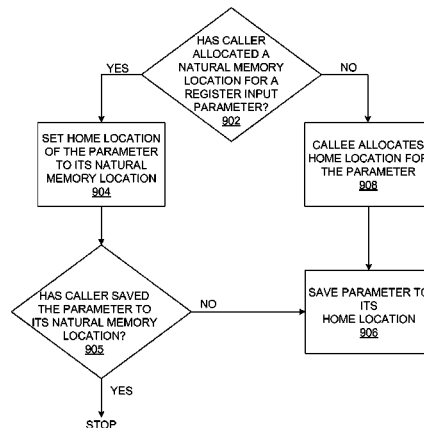 HAS CALLER
ALLOCATED A
NATURAL MEMORY
LOCATION FOR A
REGISTER INPUT
PARAMETER?
902
YES
NO
SET HOME LOCATION
OF THE PARAMETER
TO ITS NATURAL
MEMORY LOCATION
904
CALLEE ALLOCATES
HOME LOCATION FOR
THE PARAMETER
908
HAS CALLER SAVED
THE PARAMETER TO
ITS NATURAL MEMORY
LOCATION?
905
NO
SAVE PARAMETER TO
ITS
HOME LOCATION
906
YES
STOP